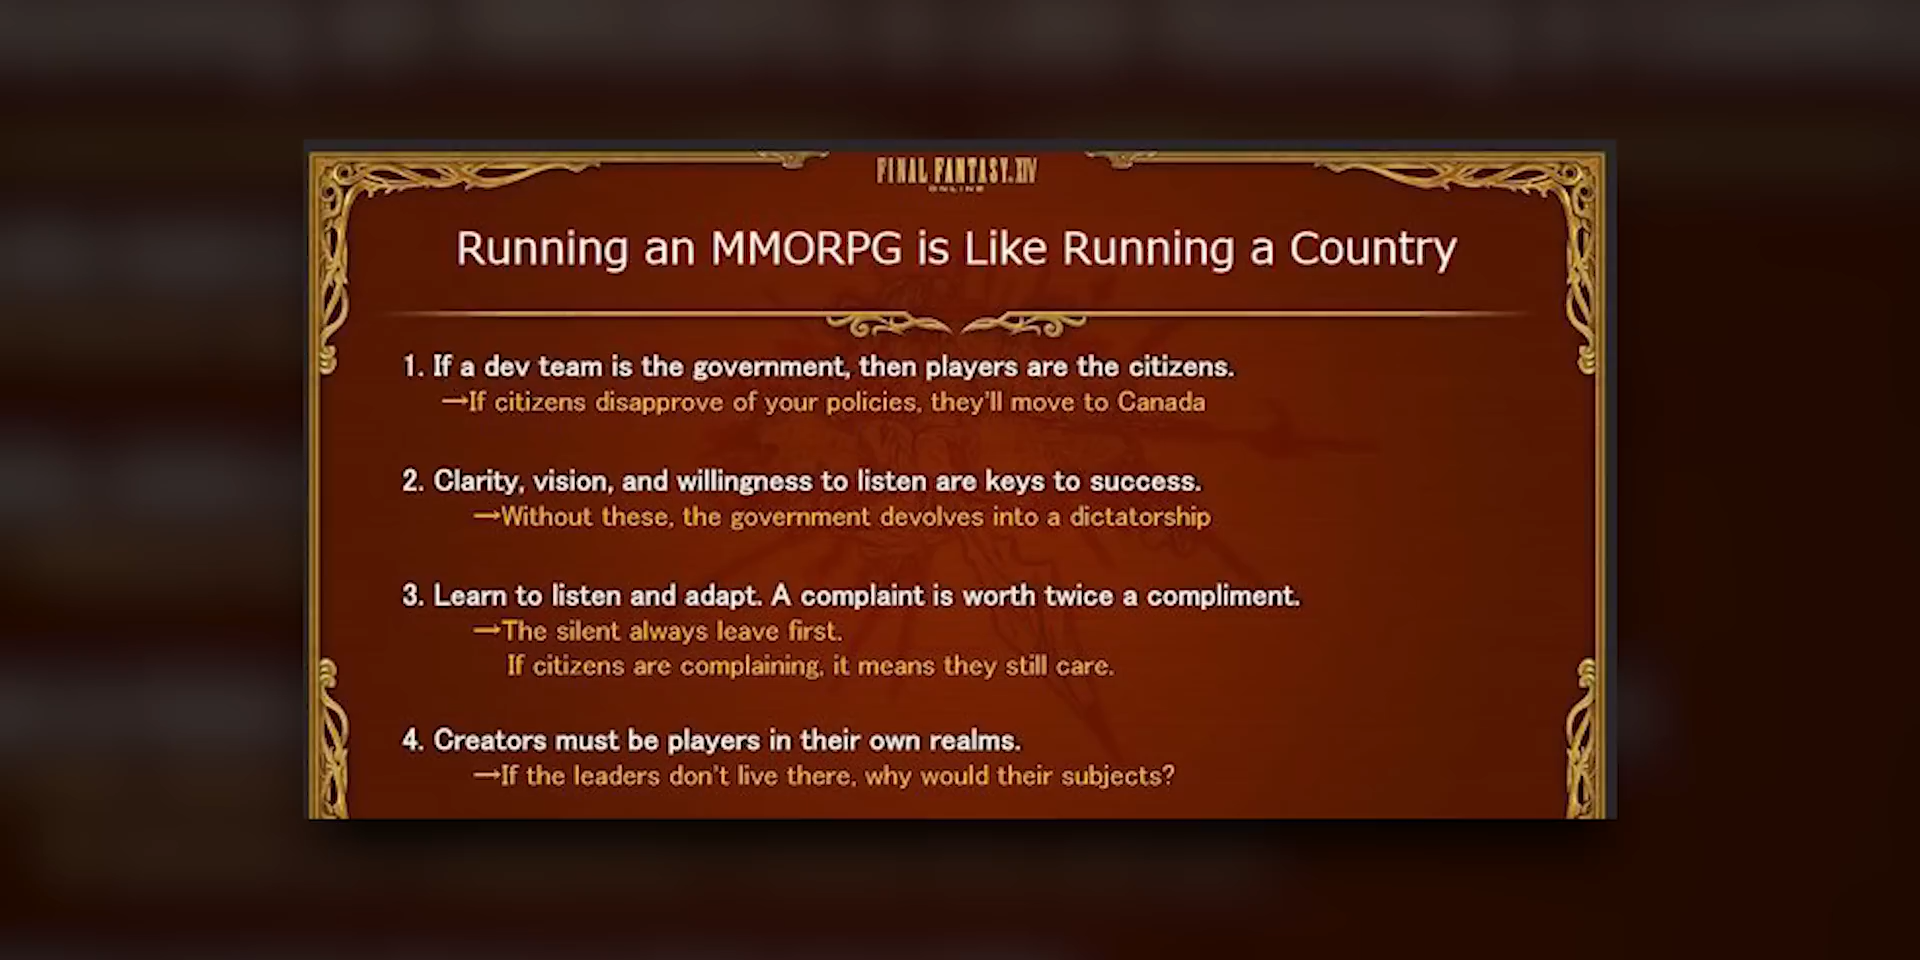 FINAL FANTASY XIV
ONLINE
Running an MMORPG is Like Running a Country
1. If a dev team is the government, then players are the citizens.
→If citizens disapprove of your policies, they'll move to Canada
2. Clarity, vision, and willingness to listen are keys to success.
→Without these, the government devolves into a dictatorship
3. Learn to listen and adapt. A complaint is worth twice a compliment.
→The silent always leave first.
If citizens are complaining, it means they still care.
4. Creators must be players in their own realms.
→If the leaders don't live there, why would their subjects?